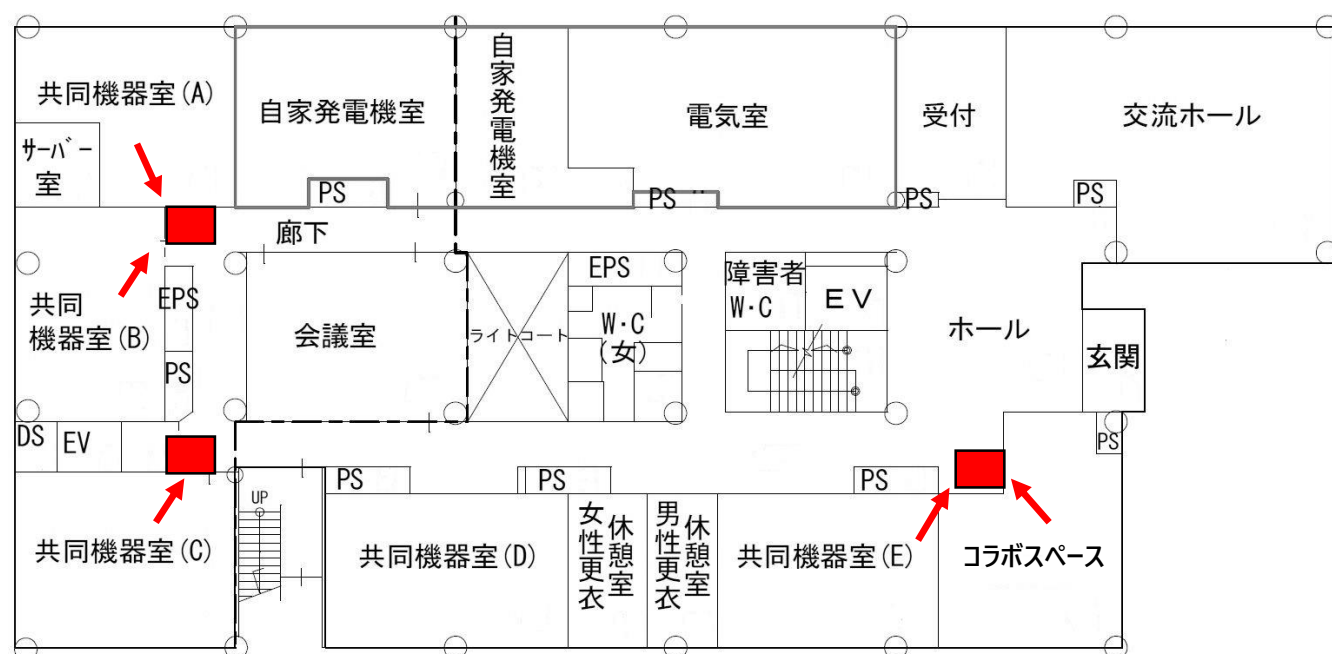 共同機器室(A)
サーバー
室
自家発電機室
PS
自家発電機室
電気室
PS
受付
PS
交流ホール
PS
廊下
共同
機器室(B)
EPS
PS
会議室
ライトコート
EPS
W・C
(女)
障害者
W・C
EV
ホール
玄関
DS
EV
PS
共同機器室(C)
UP
PS
共同機器室(D)
PS
女性更衣
休憩室
男性更衣
休憩室
PS
共同機器室(E)
コラボスペース